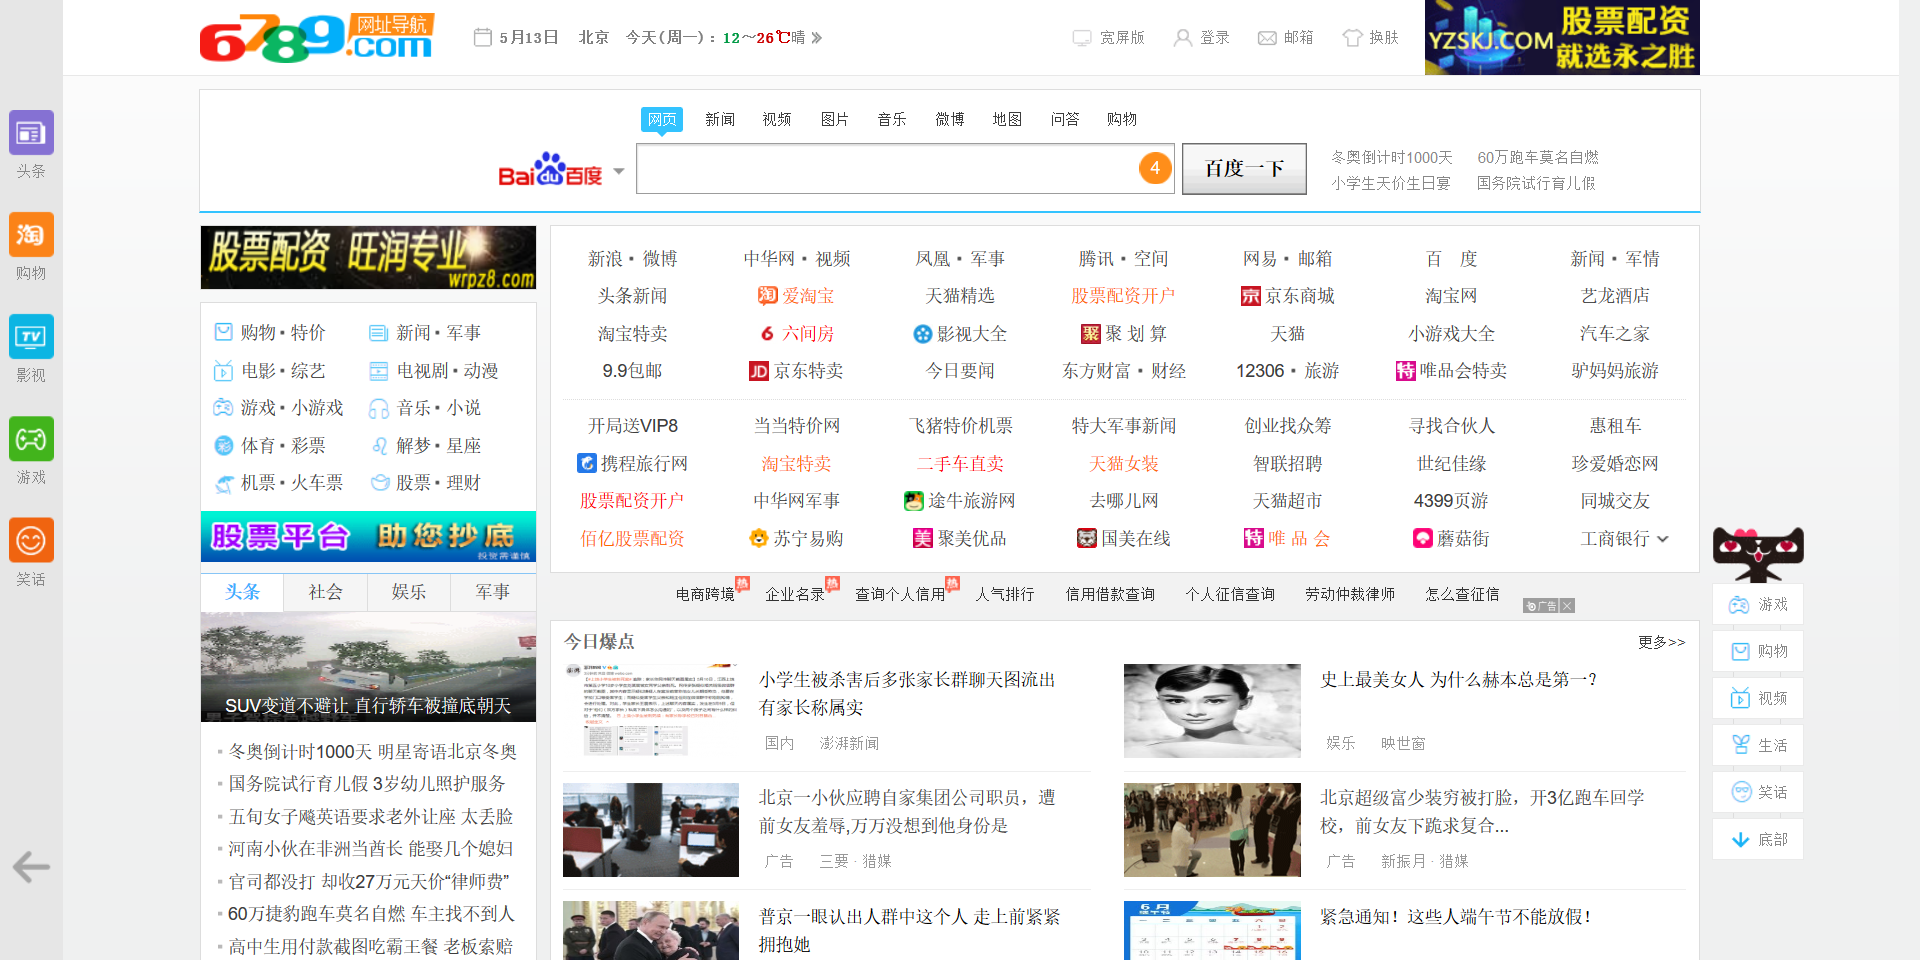 6789.com 网址导航
5月13日 北京 今天(周一)：12～26℃晴
宽屏版 登录 邮箱 换肤
YZSKJ.COM 股票配资 就选永之胜
头条
购物
影视
游戏
笑话
网页 新闻 视频 图片 音乐 微博 地图 问答 购物
Bai du 百度 4 百度一下
冬奥倒计时1000天 60万跑车莫名自燃
小学生天价生日宴 国务院试行育儿假
股票配资 旺润专业
wrpz8.com
购物 · 特价 新闻 · 军事
电影 · 综艺 电视剧 · 动漫
游戏 · 小游戏 音乐 · 小说
体育 · 彩票 解梦 · 星座
机票 · 火车票 股票 · 理财
股票平台 助您抄底
投资需谨慎
头条 社会 娱乐 军事
SUV变道不避让 直行轿车被撞底朝天
冬奥倒计时1000天 明星寄语北京冬奥
国务院试行育儿假 3岁幼儿照护服务
五旬女子飚英语要求老外让座 太丢脸
河南小伙在非洲当酋长 能娶几个媳妇
官司都没打 却收27万元天价“律师费”
60万捷豹跑车莫名自燃 车主找不到人
高中生用付款截图吃霸王餐 老板索赔
新浪 · 微博 中华网 · 视频 凤凰 · 军事 腾讯 · 空间 网易 · 邮箱 百 度 新闻 · 军情
头条新闻 淘 爱淘宝 天猫精选 股票配资开户 京 京东商城 淘宝网 艺龙酒店
淘宝特卖 6 六间房 影视大全 聚 聚 划 算 天猫 小游戏大全 汽车之家
9.9包邮 JD 京东特卖 今日要闻 东方财富 · 财经 12306 · 旅游 特 唯品会特卖 驴妈妈旅游
开局送VIP8 当当特价网 飞猪特价机票 特大军事新闻 创业找众筹 寻找合伙人 惠租车
携程旅行网 淘宝特卖 二手车直卖 天猫女装 智联招聘 世纪佳缘 珍爱婚恋网
股票配资开户 中华网军事 途牛旅游网 去哪儿网 天猫超市 4399页游 同城交友
佰亿股票配资 苏宁易购 美 聚美优品 国美在线 特 唯 品 会 蘑菇街 工商银行
电商跨境 热 企业名录 热 查询个人信用 热 人气排行 信用借款查询 个人征信查询 劳动仲裁律师 怎么查征信
广告
今日爆点 更多>>
小学生被杀害后多张家长群聊天图流出
有家长称属实
国内 澎湃新闻
史上最美女人 为什么赫本总是第一？
娱乐 映世窗
北京一小伙应聘自家集团公司职员，遭
前女友羞辱,万万没想到他身份是
广告 三要 · 猎媒
北京超级富少装穷被打脸，开3亿跑车回学
校，前女友下跪求复合...
广告 新振月 · 猎媒
普京一眼认出人群中这个人 走上前紧紧
拥抱她
紧急通知！这些人端午节不能放假！
游戏
购物
视频
生活
笑话
底部